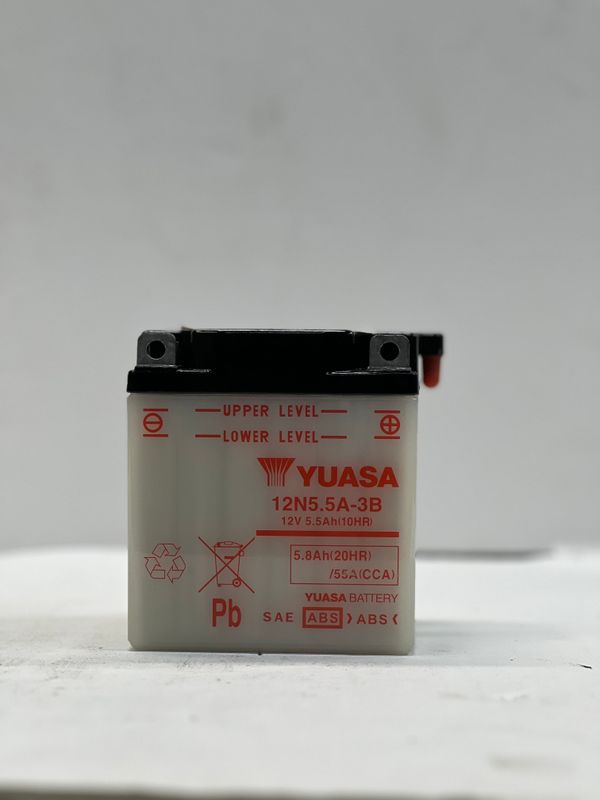 UPPER LEVEL
LOWER LEVEL
YUASA
12N5.5A-3B
12V 5.5Ah(10HR)
5.8Ah(20HR)
/55A(CCA)
YUASA BATTERY
Pb SAE ABS >ABS<